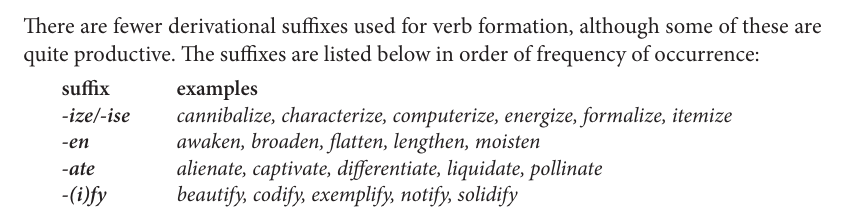 There are fewer derivational suffixes used for verb formation, although some of these are
quite productive. The suffixes are listed below in order of frequency of occurrence:
suffix examples
-ize/-ise cannibalize, characterize, computerize, energize, formalize, itemize
-en awaken, broaden, flatten, lengthen, moisten
-ate alienate, captivate, differentiate, liquidate, pollinate
-(i)fy beautify, codify, exemplify, notify, solidify